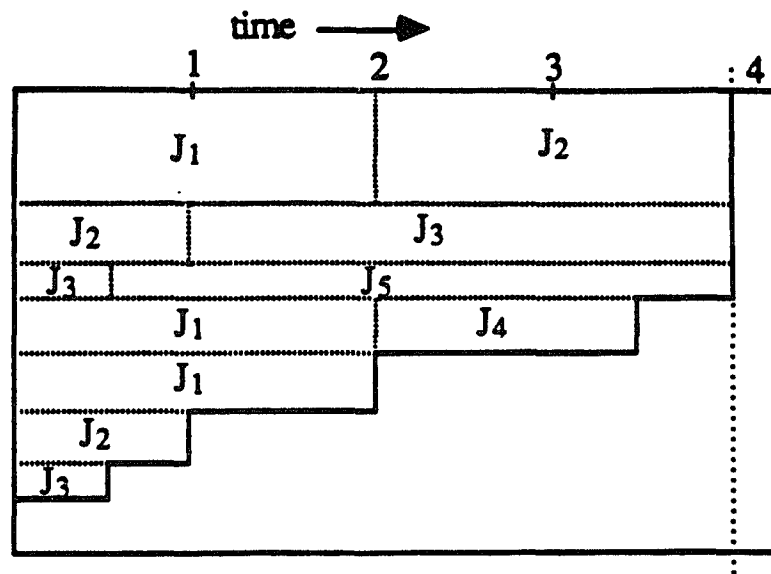 time
1 2 3 4
J₁ J₂
J₂ J₃
J₃ J₅
J₁ J₄
J₁
J₂
J₃